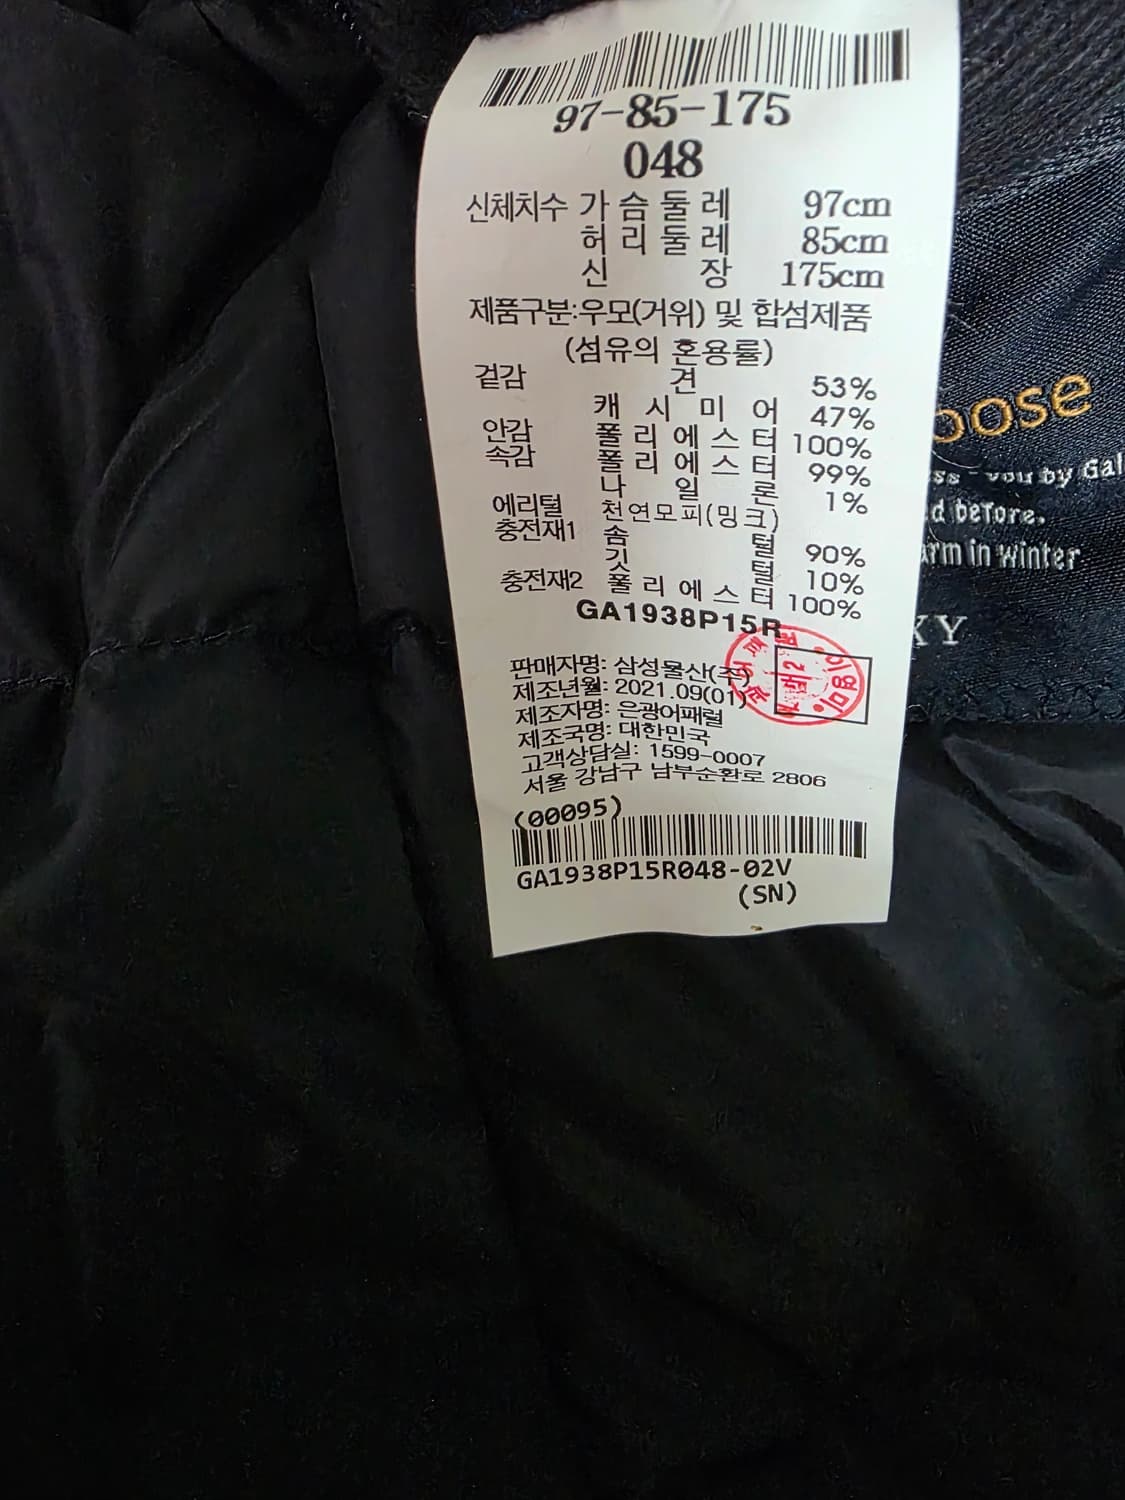 97-85-175
048
신체치수 가슴둘레 97cm
허리둘레 85cm
신장 175cm
제품구분:우모(거위) 및 합섬제품
(섬유의 혼용률)
겉감 견 53%
캐시미어 47%
안감 폴리에스터 100%
속감 폴리에스터 99%
나일론 1%
에리털 천연모피(밍크)
충전재1 솜털 90%
깃털 10%
충전재2 폴리에스터 100%
GA1938P15R
판매자명: 삼성물산(주)
제조년월: 2021.09(01)
제조자명: 은광어패럴
제조국명: 대한민국
고객상담실: 1599-0007
서울 강남구 남부순환로 2806
(00095)
GA1938P15R048-02V
(SN)
이영미
oose
you by Gal
d before.
arm in winter
XY